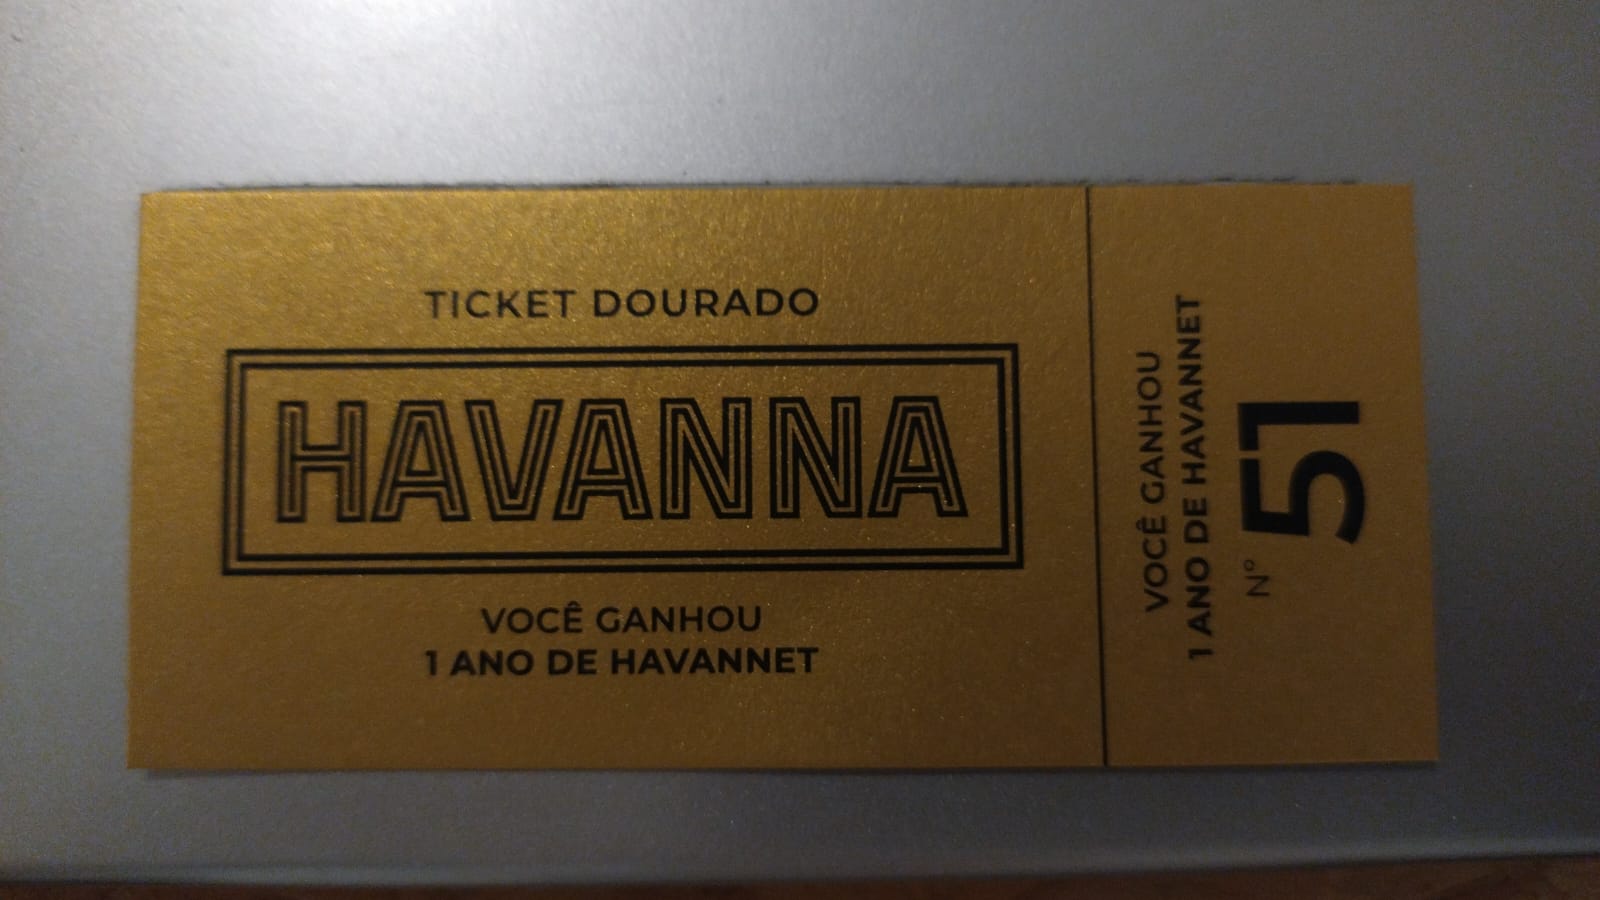 TICKET DOURADO
HAVANNA
VOCÊ GANHOU
1 ANO DE HAVANNET
VOCÊ GANHOU
1 ANO DE HAVANNET
Nº 51